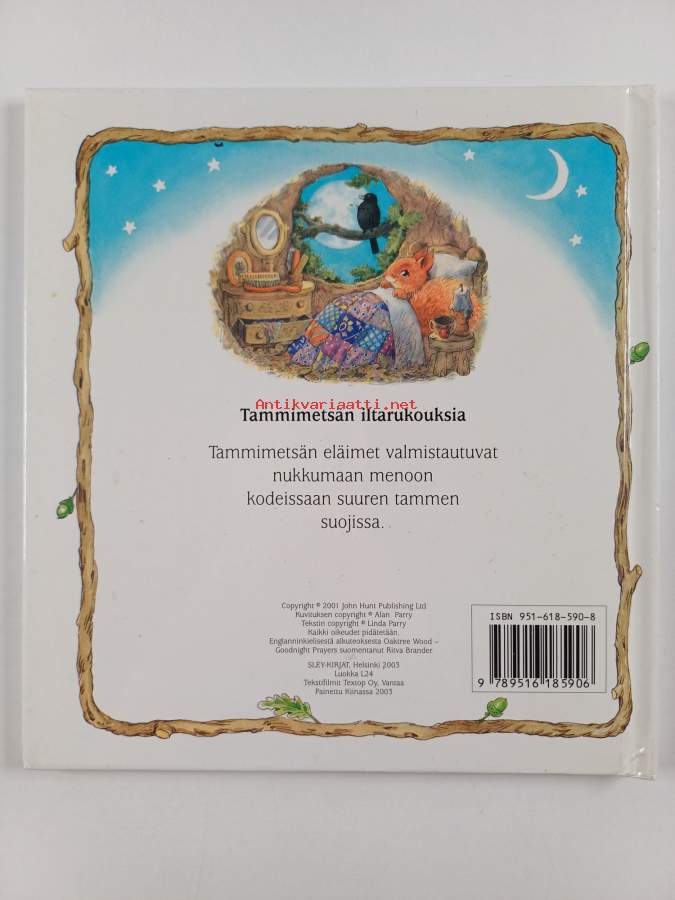 Antikvariaatti.net
Tammimetsän iltarukouksia
Tammimetsän eläimet valmistautuvat
nukkumaan menoon
kodeissaan suuren tammen
suojissa.
Copyright © 2001 John Hunt Publishing Ltd
Kuvituksen copyright © Alan Parry
Tekstin copyright © Linda Parry
Kaikki oikeudet pidätetään.
Englanninkielisestä alkuteoksesta Oaktree Wood –
Goodnight Prayers suomentanut Ritva Brander
SLEY-KIRJAT, Helsinki 2003
Luokka L24
Tekstifilmit Textop Oy, Vantaa
Painettu Kiinassa 2003
ISBN 951-618-590-8
9 789516 185906